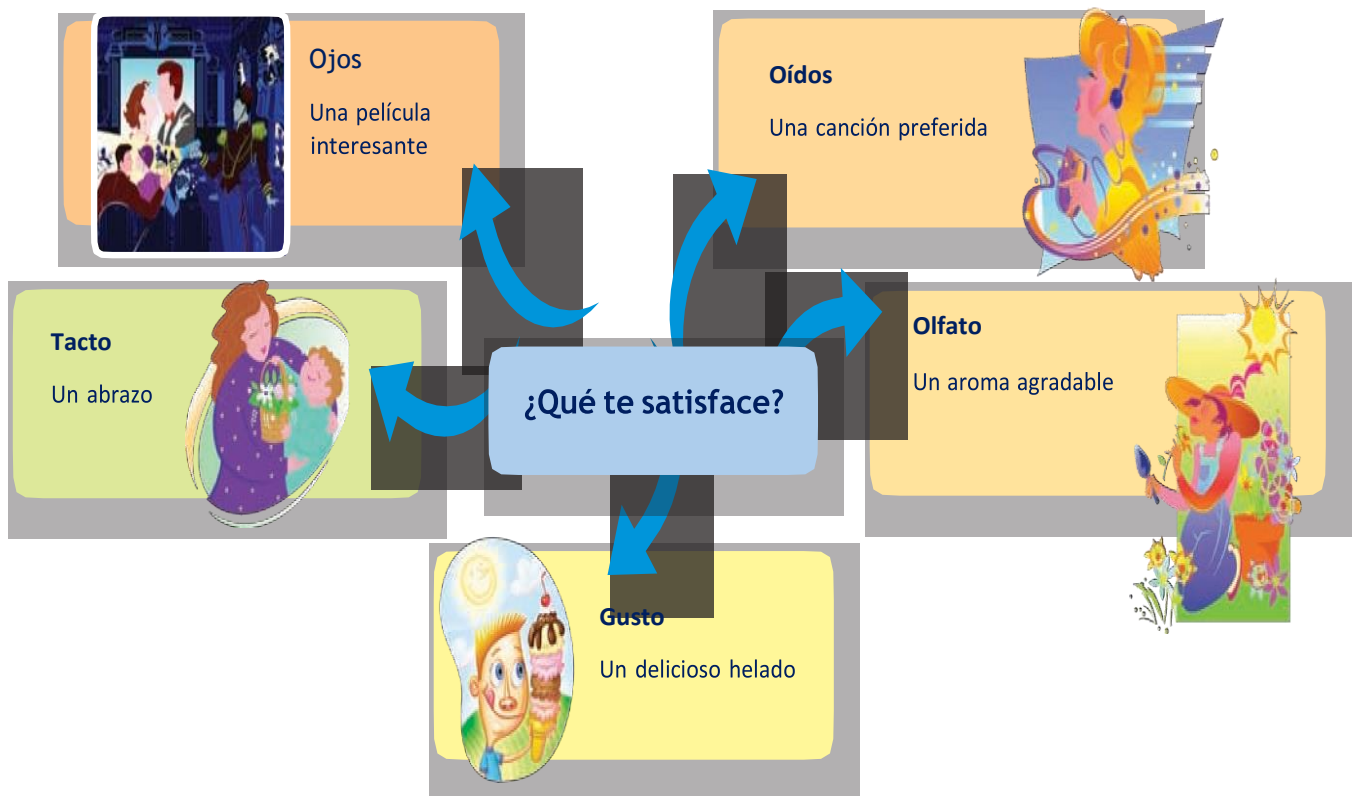 Ojos
Una película
interesante
Oídos
Una canción preferida
Tacto
Un abrazo
¿Qué te satisface?
Olfato
Un aroma agradable
Gusto
Un delicioso helado